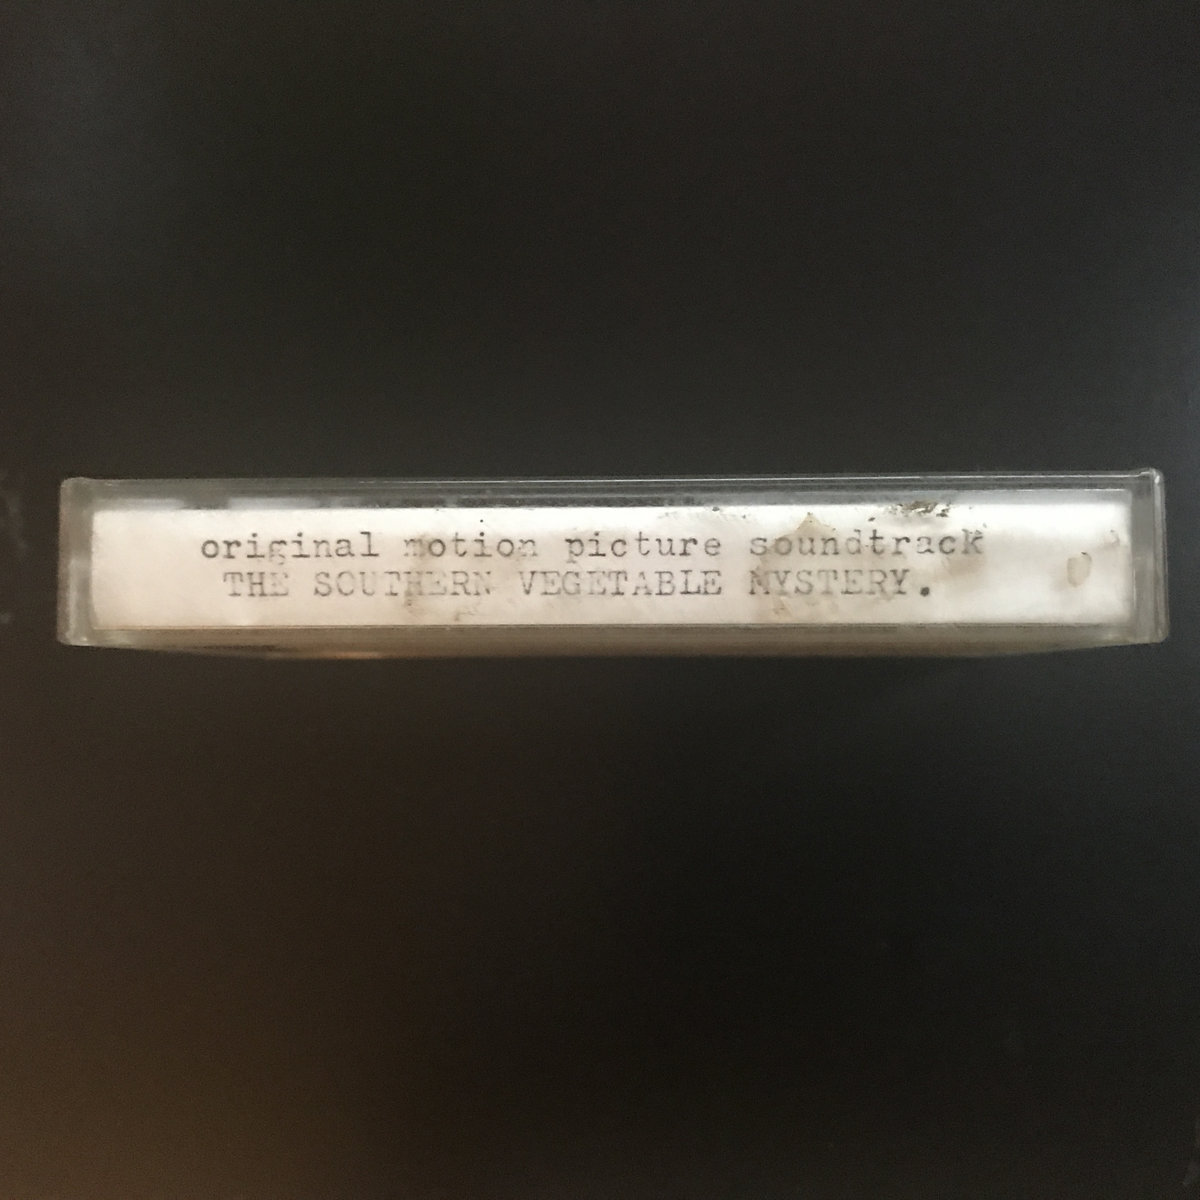 original motion picture soundtrack
THE SOUTHERN VEGETABLE MYSTERY.